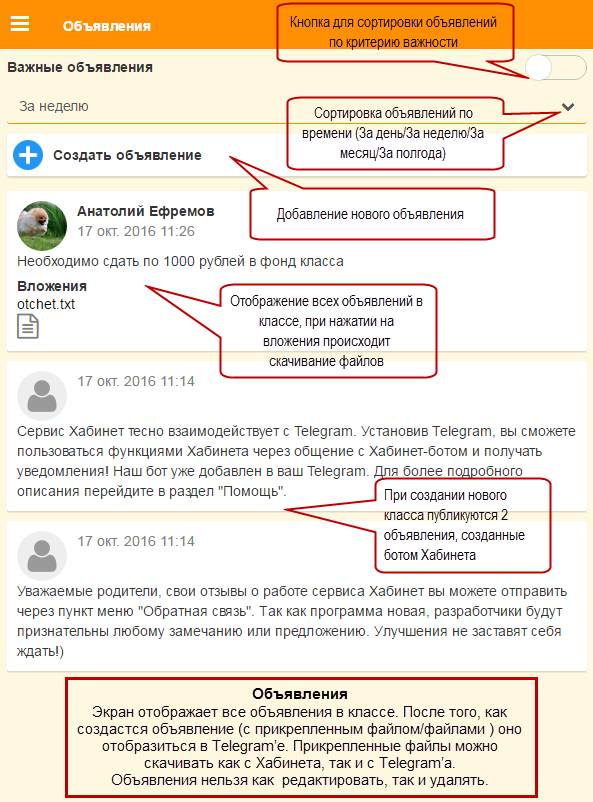 Объявления
Кнопка для сортировки объявлений
по критерию важности
Важные объявления
За неделю
Сортировка объявлений по
времени (За день/За неделю/За
месяц/За полгода)
Создать объявление
Добавление нового объявления
Анатолий Ефремов
17 окт. 2016 11:26
Необходимо сдать по 1000 рублей в фонд класса
Вложения
otchet.txt
Отображение всех объявлений в
классе, при нажатии на
вложения происходит
скачивание файлов
17 окт. 2016 11:14
Сервис Хабинет тесно взаимодействует с Telegram. Установив Telegram, вы сможете
пользоваться функциями Хабинета через общение с Хабинет-ботом и получать
уведомления! Наш бот уже добавлен в ваш Telegram. Для более подробного
описания перейдите в раздел "Помощь".
При создании нового
класса публикуются 2
объявления, созданные
ботом Хабинета
17 окт. 2016 11:14
Уважаемые родители, свои отзывы о работе сервиса Хабинет вы можете отправить
через пункт меню "Обратная связь". Так как программа новая, разработчики будут
признательны любому замечанию или предложению. Улучшения не заставят себя
ждать!)
Объявления
Экран отображает все объявления в классе. После того, как
создастся объявление (с прикрепленным файлом/файлами ) оно
отобразиться в Telegram’е. Прикрепленные файлы можно
скачивать как с Хабинета, так и с Telegram’а.
Объявления нельзя как  редактировать, так и удалять.